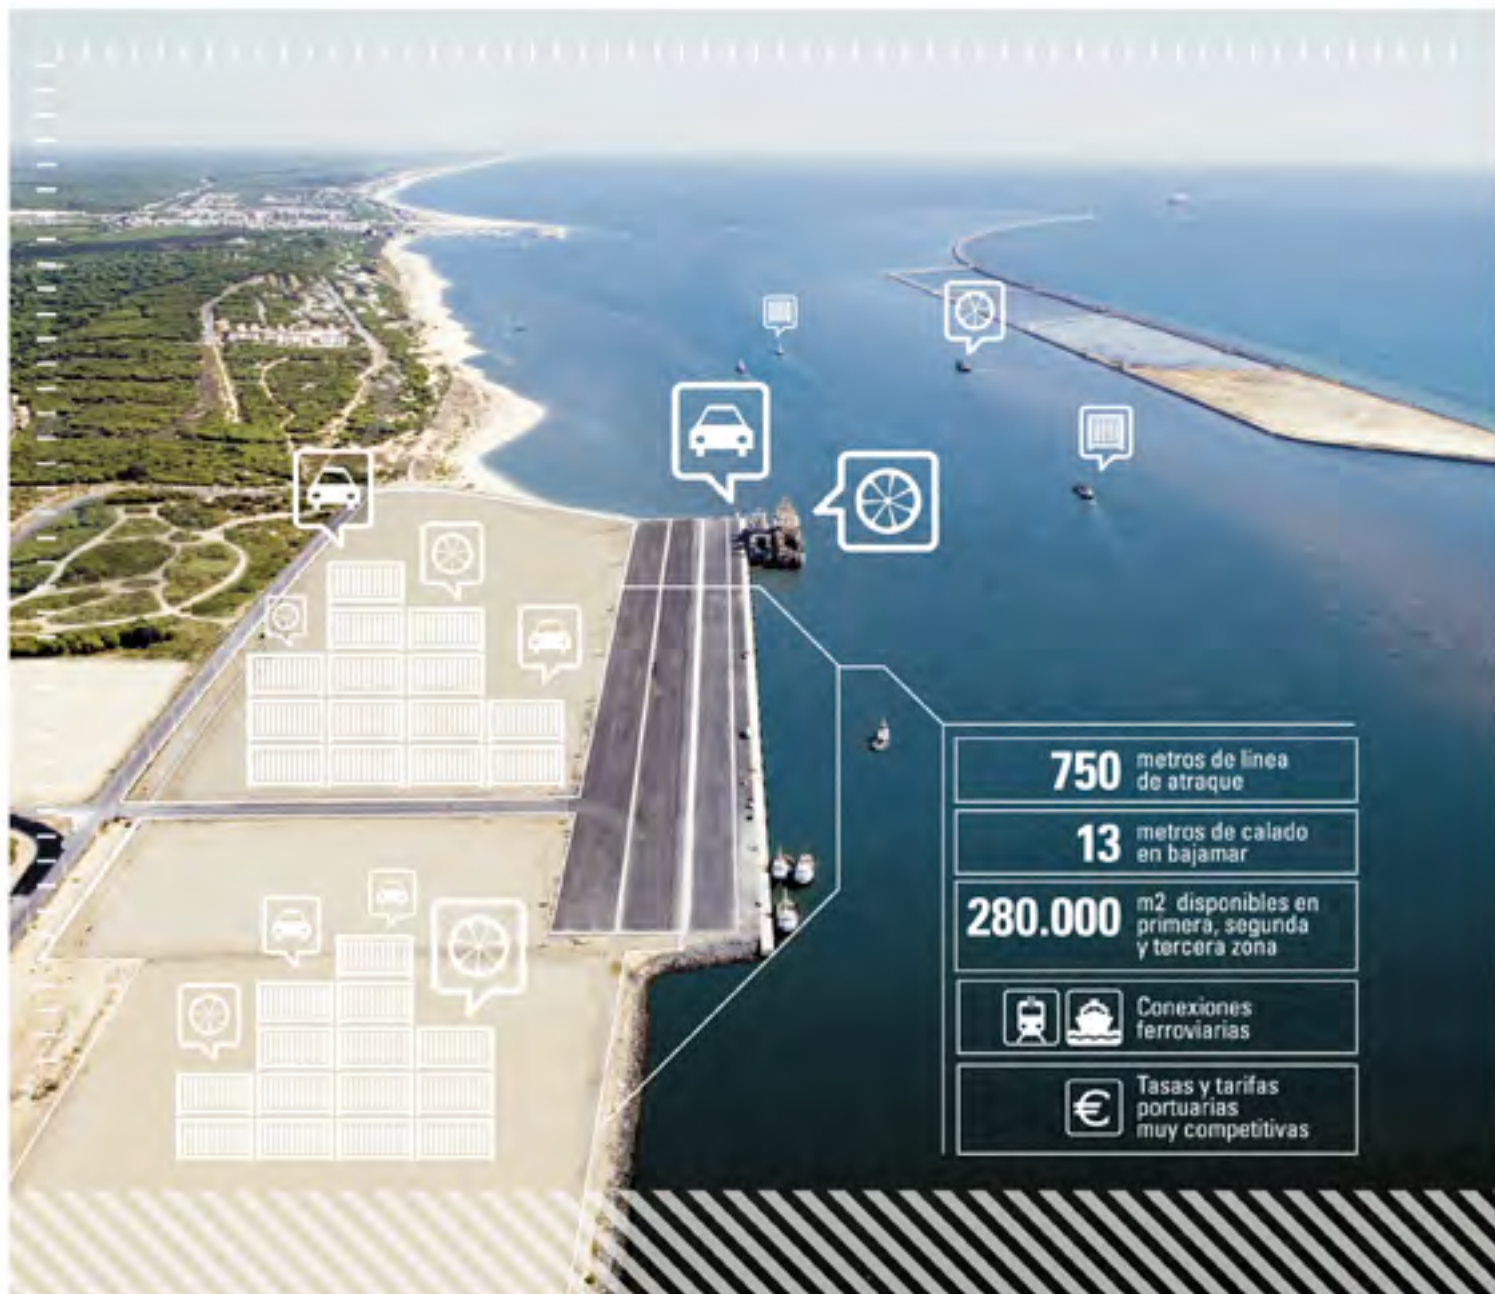 750 metros de línea
de atraque
13 metros de calado
en bajamar
280.000 m2 disponibles en
primera, segunda
y tercera zona
Conexiones
ferroviarias
€ Tasas y tarifas
portuarias
muy competitivas